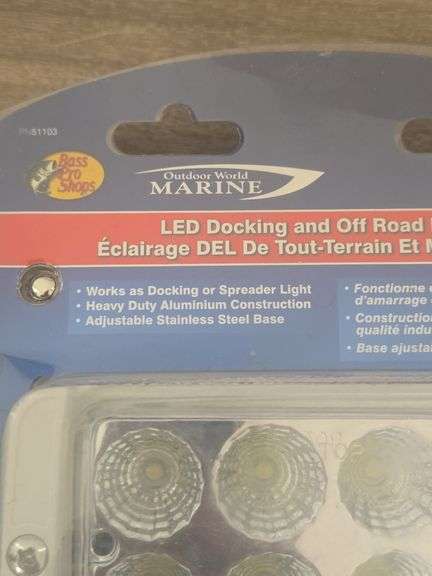 PN51103
Bass
Pro
Shops
Outdoor World
MARINE
LED Docking and Off Road
Éclairage DEL De Tout-Terrain Et
• Works as Docking or Spreader Light
• Heavy Duty Aluminium Construction
• Adjustable Stainless Steel Base
• Fonctionne
d'amarrage
• Construction
qualité indu
• Base ajusta